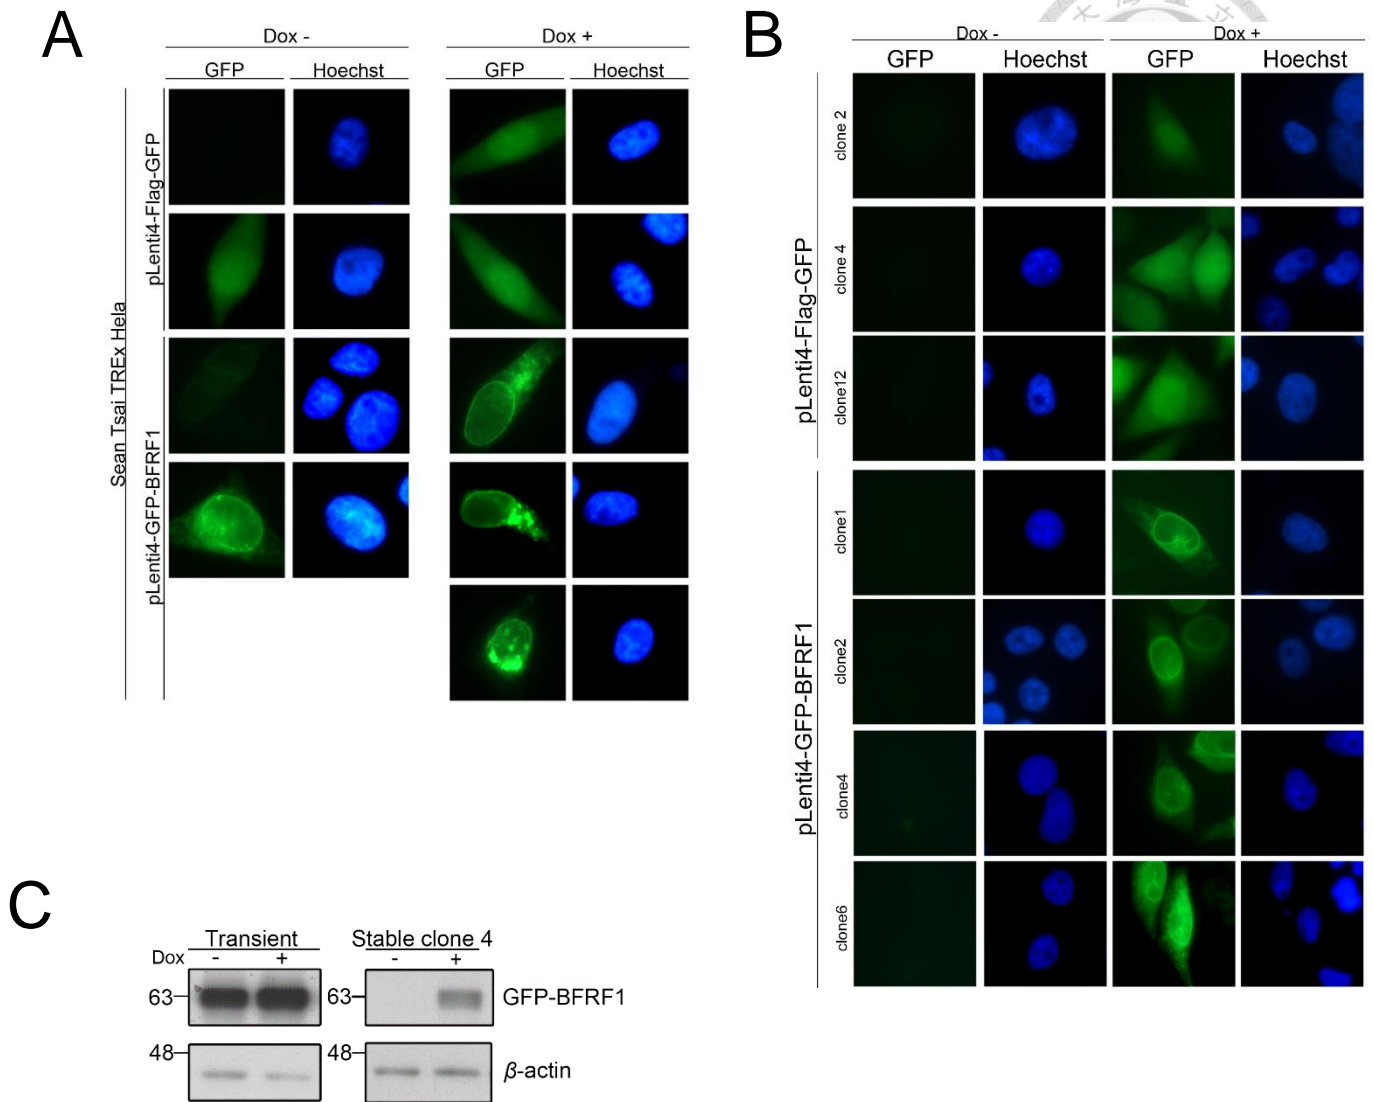 A
Dox -
Dox +
GFP
Hoechst
GFP
Hoechst
Sean Tsai TREx Hela
pLenti4-Flag-GFP
pLenti4-GFP-BFRF1
B
Dox -
Dox +
GFP
Hoechst
GFP
Hoechst
pLenti4-Flag-GFP
clone 2
clone 4
clone12
pLenti4-GFP-BFRF1
clone1
clone2
clone4
clone6
C
Transient
Stable clone 4
Dox - +
- +
63
63
GFP-BFRF1
48
48
β-actin